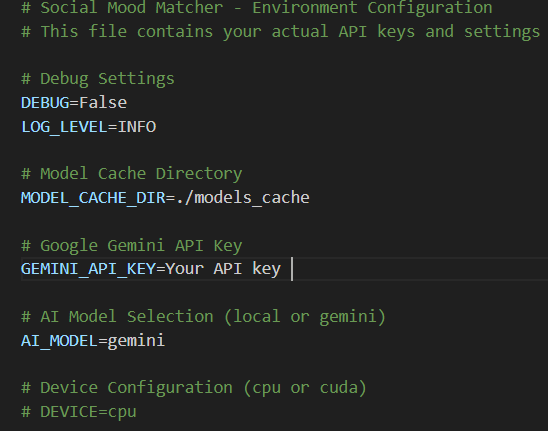 # Social Mood Matcher - Environment Configuration
# This file contains your actual API keys and settings
# Debug Settings
DEBUG=False
LOG_LEVEL=INFO
# Model Cache Directory
MODEL_CACHE_DIR=./models_cache
# Google Gemini API Key
GEMINI_API_KEY=Your API key
# AI Model Selection (local or gemini)
AI_MODEL=gemini
# Device Configuration (cpu or cuda)
# DEVICE=cpu